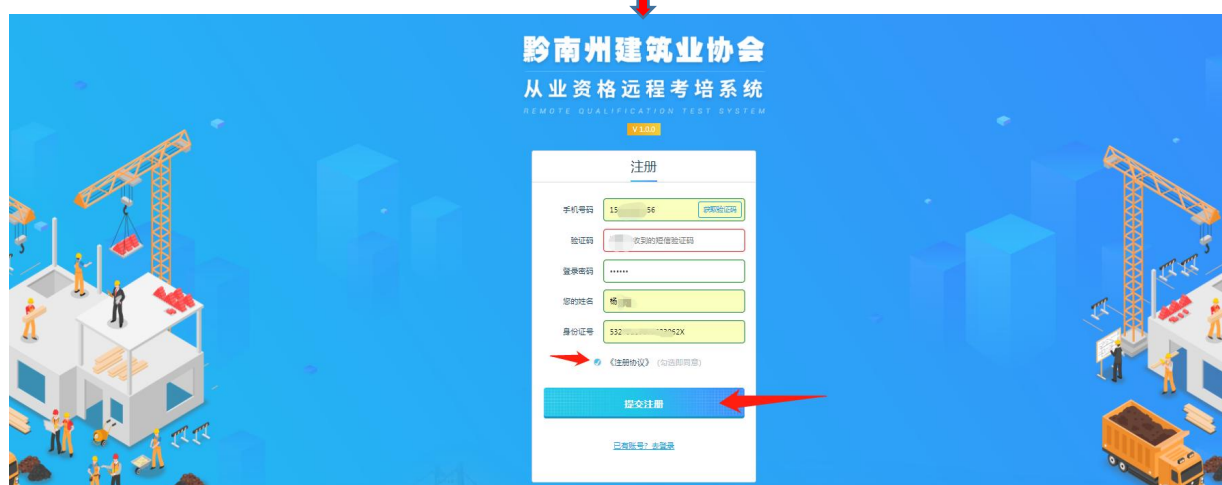 黔南州建筑业协会
从业资格远程考培系统
REMOTE QUALIFICATION TEST SYSTEM
V 1.0.0
注册
手机号码 15 56 获取验证码
验证码 收到的短信验证码
登录密码 ······
您的姓名 杨
身份证号 532 062X
《注册协议》 (勾选即同意)
提交注册
已有账号? 去登录